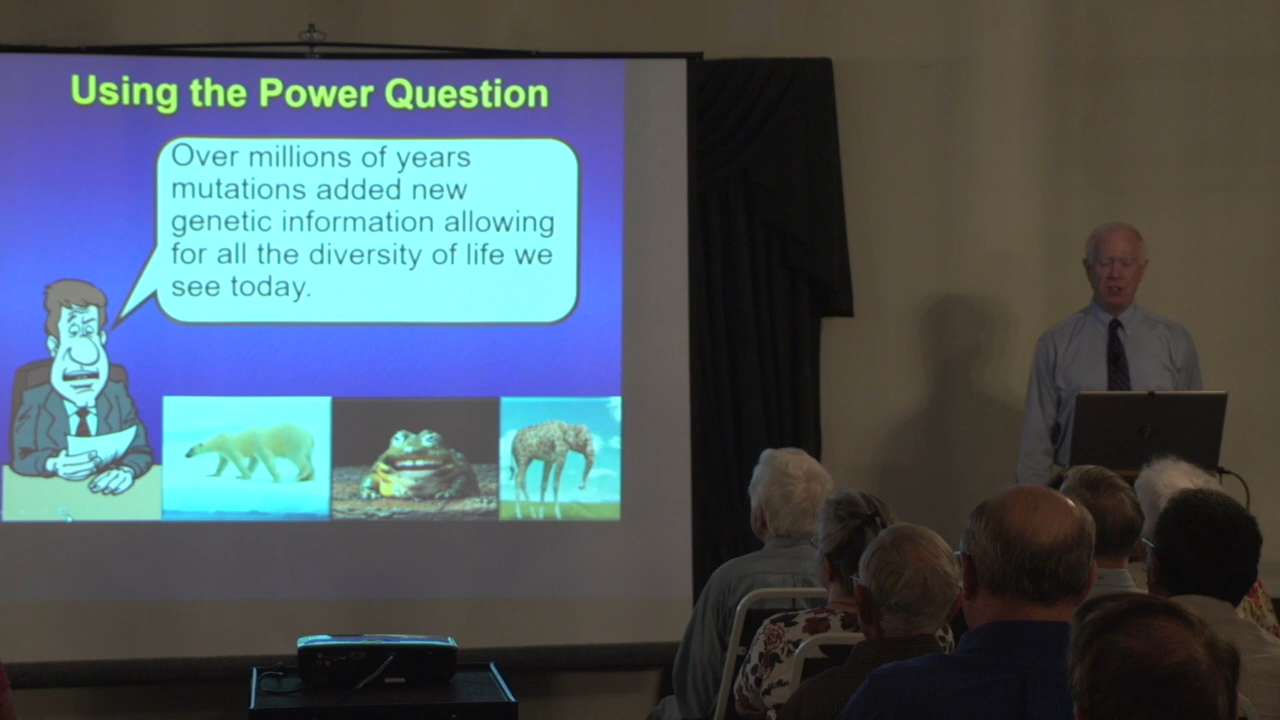 Using the Power Question
Over millions of years
mutations added new
genetic information allowing
for all the diversity of life we
see today.